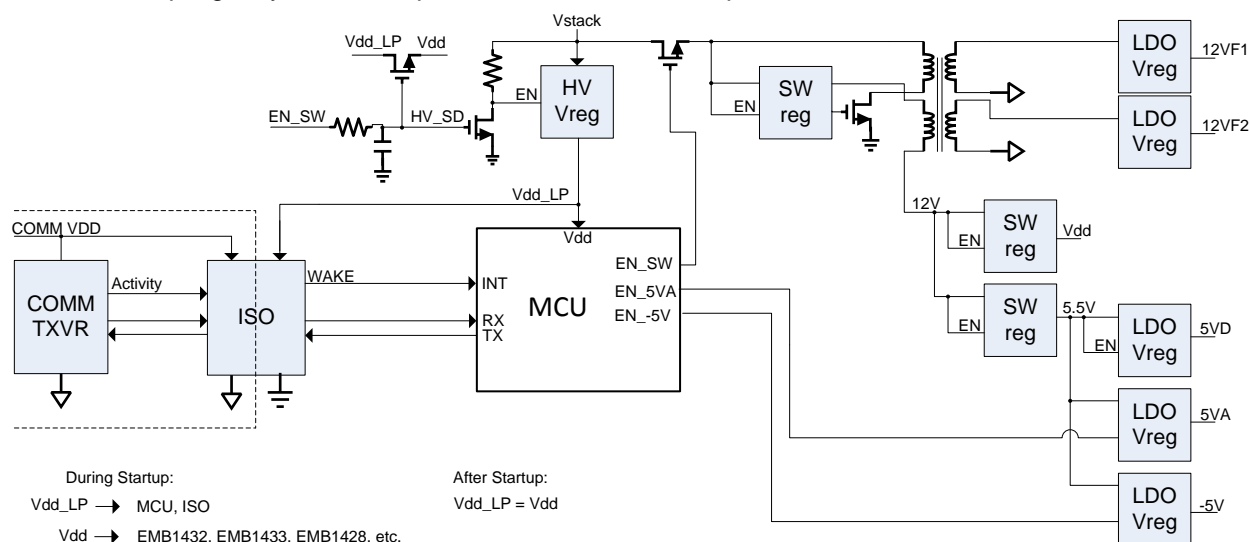 Vstack
Vdd_LP
Vdd
HV
Vreg
EN
EN_SW
HV_SD
SW
reg
EN
LDO
Vreg
12VF1
LDO
Vreg
12VF2
Vdd_LP
12V
SW
reg
EN
Vdd
COMM VDD
COMM
TXVR
Activity
ISO
WAKE
Vdd
INT
RX
TX
MCU
EN_SW
EN_5VA
EN_-5V
SW
reg
EN
5.5V
LDO
Vreg
EN
5VD
LDO
Vreg
5VA
LDO
Vreg
-5V
During Startup:
Vdd_LP
MCU, ISO
Vdd
EMB1432, EMB1433, EMB1428, etc.
After Startup:
Vdd_LP = Vdd